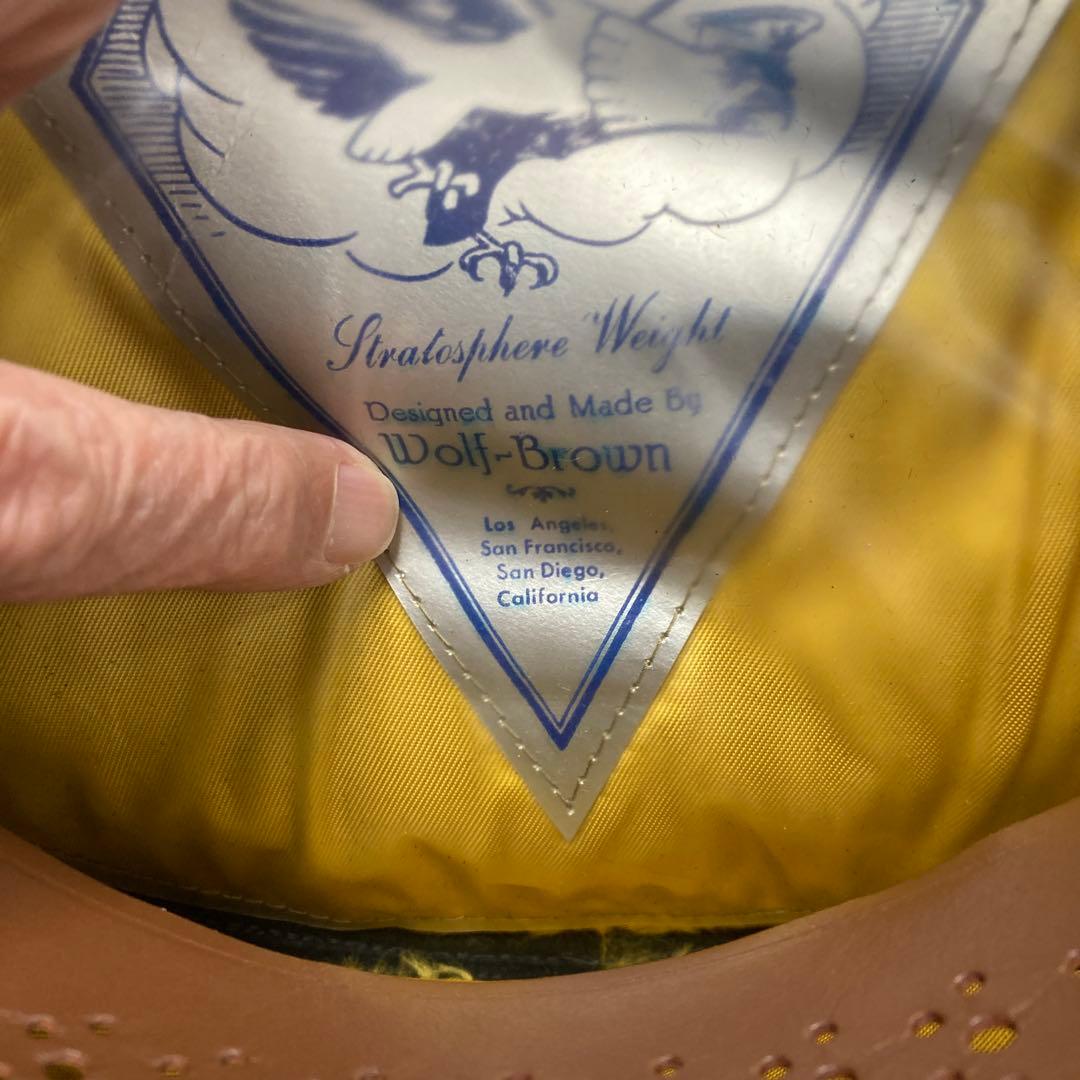 Stratosphere Weight
Designed and Made By
Wolf-Brown
Los Angeles,
San Francisco,
San Diego,
California